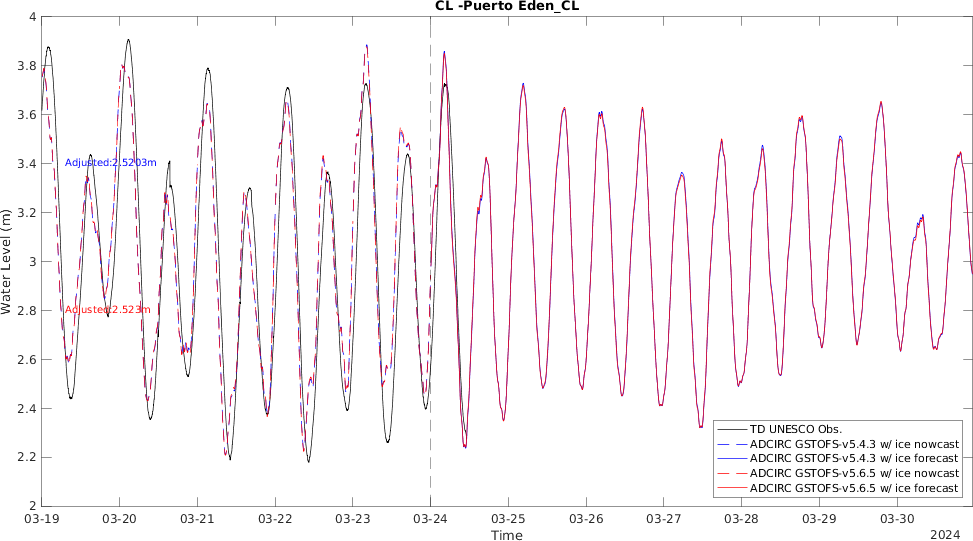 CL -Puerto Eden_CL
4
3.8
3.6
3.4
3.2
3
2.8
2.6
2.4
2.2
2
Water Level (m)
Adjusted:2.5203m
Adjusted:2.523m
TD UNESCO Obs.
ADCIRC GSTOFS-v5.4.3 w/ ice nowcast
ADCIRC GSTOFS-v5.4.3 w/ ice forecast
ADCIRC GSTOFS-v5.6.5 w/ ice nowcast
ADCIRC GSTOFS-v5.6.5 w/ ice forecast
03-19 03-20 03-21 03-22 03-23 03-24 03-25 03-26 03-27 03-28 03-29 03-30
Time
2024